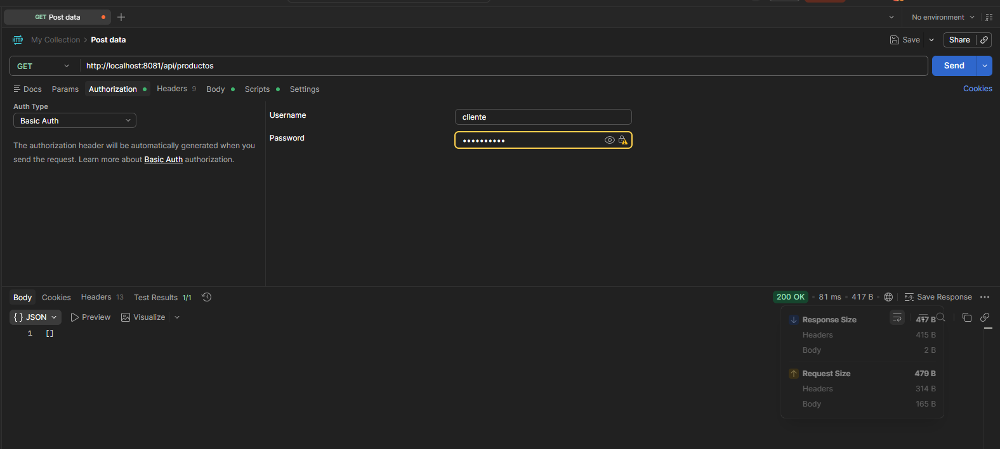 GET Post data
No environment
HTTP My Collection > Post data
Save
Share
GET http://localhost:8081/api/productos
Send
Docs Params Authorization Headers 9 Body Scripts Settings
Cookies
Auth Type
Basic Auth
The authorization header will be automatically generated when you
send the request. Learn more about Basic Auth authorization.
Username cliente
Password ••••••••••
Body Cookies Headers 13 Test Results 1/1
200 OK • 81 ms • 417 B • e.g. Save Response
{} JSON Preview Visualize
1 []
Response Size 417 B
Headers 415 B
Body 2 B
Request Size 479 B
Headers 314 B
Body 165 B